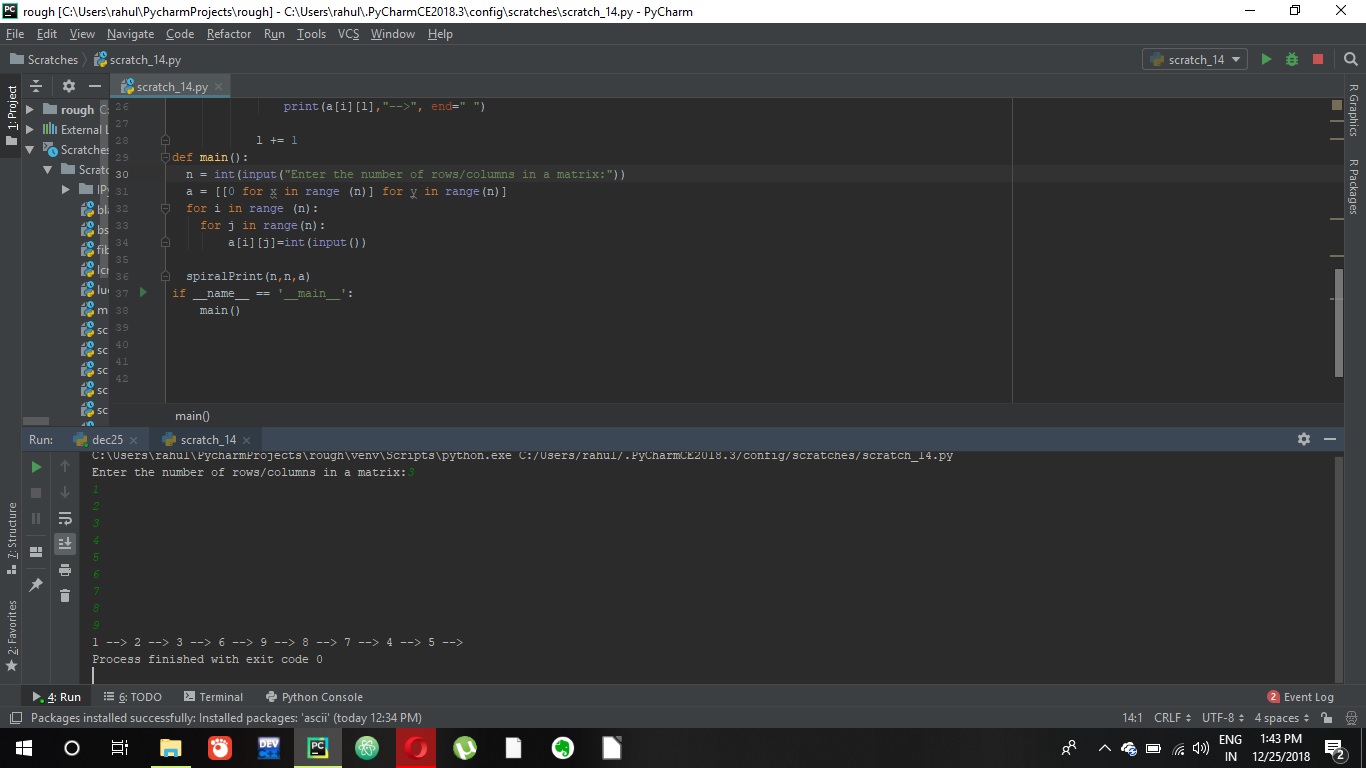 rough [C:\Users\rahul\PycharmProjects\rough] - C:\Users\rahul\.PyCharmCE2018.3\config\scratches\scratch_14.py - PyCharm
File Edit View Navigate Code Refactor Run Tools VCS Window Help
Scratches scratch_14.py
scratch_14
scratch_14.py
1: Project
rough
External L
Scratches
Scratc
IPy
bla
bs
fib
lcr
luc
m
sc
sc
sc
sc
sc
26 print(a[i][l],"-->", end=" ")
27
28 l += 1
29 def main():
30 n = int(input("Enter the number of rows/columns in a matrix:"))
31 a = [[0 for x in range (n)] for y in range(n)]
32 for i in range (n):
33 for j in range(n):
34 a[i][j]=int(input())
35
36 spiralPrint(n,n,a)
37 if __name__ == '__main__':
38 main()
39
40
41
42
main()
R Graphics
R Packages
Run: dec25 scratch_14
C:\Users\rahul\PycharmProjects\rough\venv\Scripts\python.exe C:/Users/rahul/.PyCharmCE2018.3/config/scratches/scratch_14.py
Enter the number of rows/columns in a matrix:3
1
2
3
4
5
6
7
8
9
1 --> 2 --> 3 --> 6 --> 9 --> 8 --> 7 --> 4 --> 5 -->
Process finished with exit code 0
7: Structure
2: Favorites
4: Run 6: TODO Terminal Python Console 2 Event Log
Packages installed successfully: Installed packages: 'ascii' (today 12:34 PM) 14:1 CRLF UTF-8 4 spaces
DEV
PC
ENG
IN
1:43 PM
12/25/2018
2